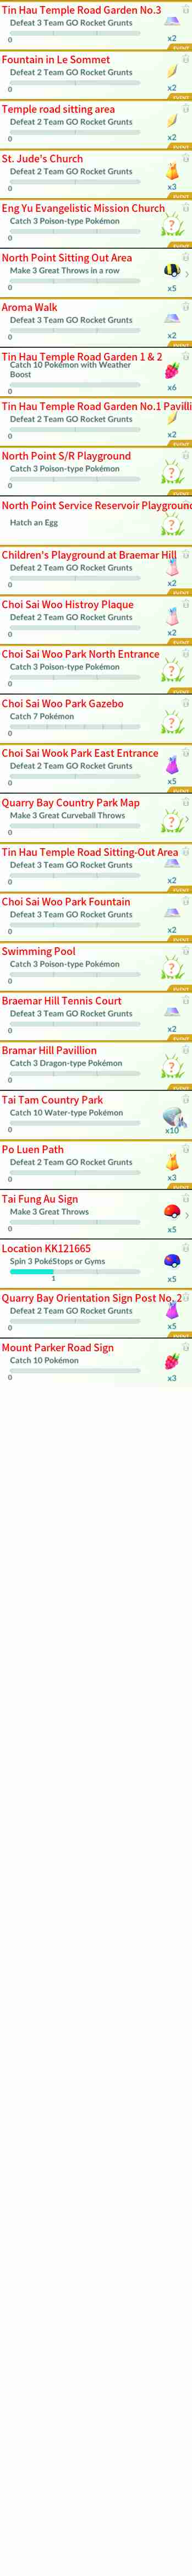 Tin Hau Temple Road Garden No.3
Defeat 3 Team GO Rocket Grunts
0
x2
EVENT
Fountain in Le Sommet
Defeat 2 Team GO Rocket Grunts
0
x2
EVENT
Temple road sitting area
Defeat 2 Team GO Rocket Grunts
0
x2
EVENT
St. Jude's Church
Defeat 2 Team GO Rocket Grunts
0
x3
EVENT
Eng Yu Evangelistic Mission Church
Catch 3 Poison-type Pokémon
?
0
EVENT
North Point Sitting Out Area
Make 3 Great Throws in a row
0
x5
Aroma Walk
Defeat 3 Team GO Rocket Grunts
0
x2
EVENT
Tin Hau Temple Road Garden 1 & 2
Catch 10 Pokémon with Weather
Boost
0
x6
Tin Hau Temple Road Garden No.1 Pavilli
Defeat 2 Team GO Rocket Grunts
0
x2
EVENT
North Point S/R Playground
Catch 3 Poison-type Pokémon
?
0
EVENT
North Point Service Reservoir Playground
Hatch an Egg
?
EVENT
Children's Playground at Braemar Hill
Defeat 2 Team GO Rocket Grunts
0
x2
EVENT
Choi Sai Woo Histroy Plaque
Defeat 2 Team GO Rocket Grunts
0
x2
EVENT
Choi Sai Woo Park North Entrance
Catch 3 Poison-type Pokémon
?
0
EVENT
Choi Sai Woo Park Gazebo
Catch 7 Pokémon
?
0
Choi Sai Wook Park East Entrance
Defeat 2 Team GO Rocket Grunts
0
x5
EVENT
Quarry Bay Country Park Map
Make 3 Great Curveball Throws
?
0
Tin Hau Temple Road Sitting-Out Area
Defeat 3 Team GO Rocket Grunts
0
x2
EVENT
Choi Sai Woo Park Fountain
Defeat 3 Team GO Rocket Grunts
0
x2
EVENT
Swimming Pool
Catch 3 Poison-type Pokémon
?
0
EVENT
Braemar Hill Tennis Court
Defeat 3 Team GO Rocket Grunts
0
x2
EVENT
Bramar Hill Pavillion
Catch 3 Dragon-type Pokémon
?
0
Tai Tam Country Park
Catch 10 Water-type Pokémon
0
x10
Po Luen Path
Defeat 2 Team GO Rocket Grunts
0
x3
EVENT
Tai Fung Au Sign
Make 3 Great Throws
0
x5
Location KK121665
Spin 3 PokéStops or Gyms
1
x5
Quarry Bay Orientation Sign Post No. 2
Defeat 2 Team GO Rocket Grunts
0
x5
EVENT
Mount Parker Road Sign
Catch 10 Pokémon
0
x3